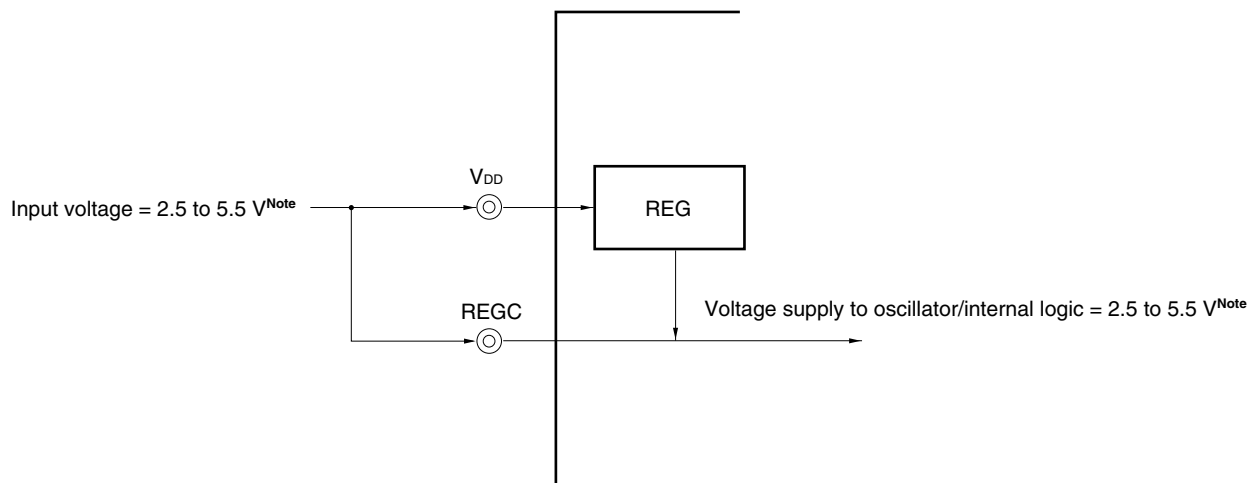 VDD
Input voltage = 2.5 to 5.5 VNote
REG
REGC
Voltage supply to oscillator/internal logic = 2.5 to 5.5 VNote